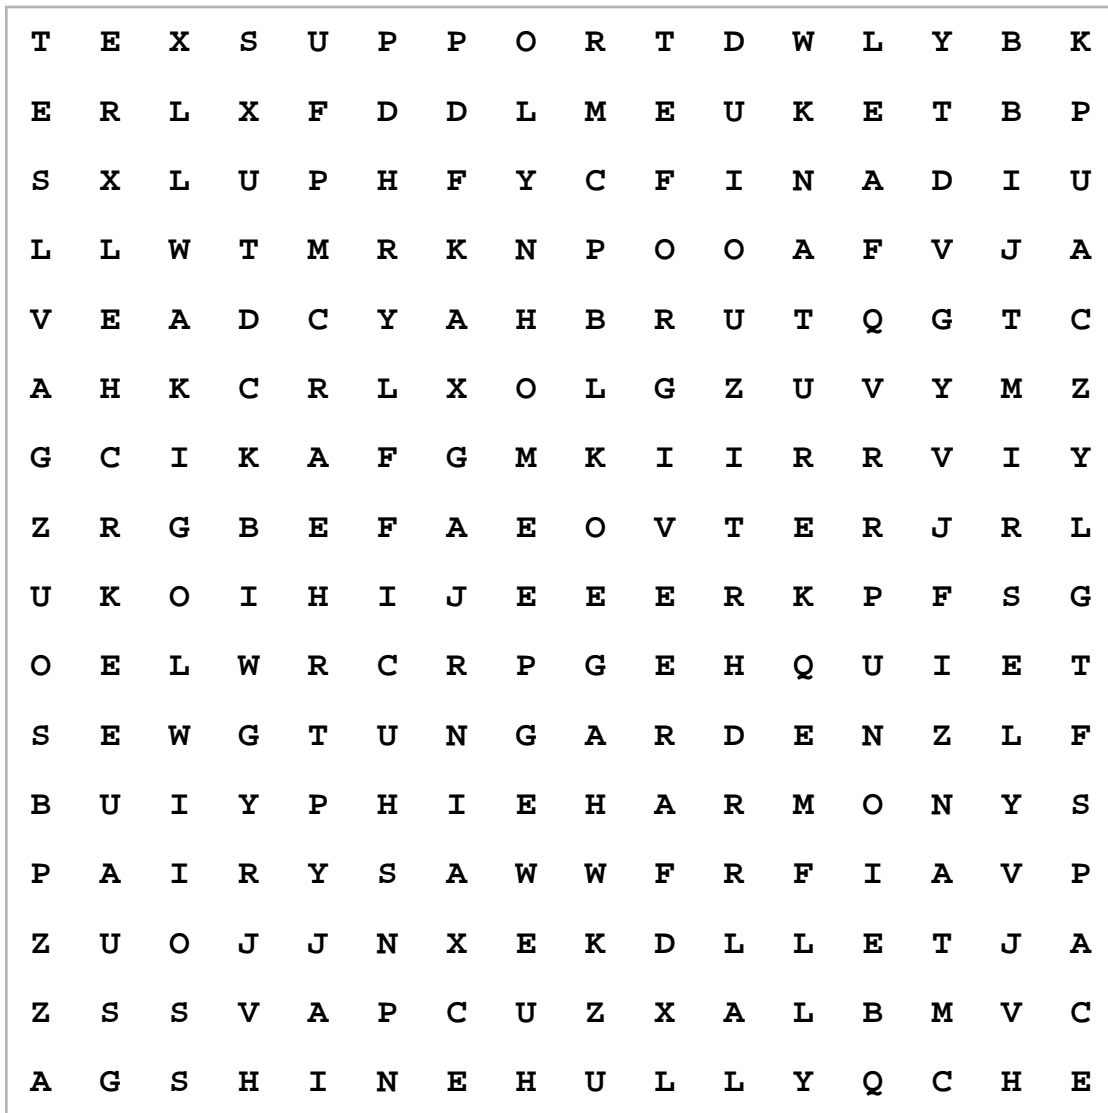 T E X S U P P O R T D W L Y B K
E R L X F D D L M E U K E T B P
S X L U P H F Y C F I N A D I U
L L W T M R K N P O O A F V J A
V E A D C Y A H B R U T Q G T C
A H K C R L X O L G Z U V Y M Z
G C I K A F G M K I I R R V I Y
Z R G B E F A E O V T E R J R L
U K O I H I J E E E R K P F S G
O E L W R C R P G E H Q U I E T
S E W G T U N G A R D E N Z L F
B U I Y P H I E H A R M O N Y S
P A I R Y S A W W F R F I A V P
Z U O J J N X E K D L L E T J A
Z S S V A P C U Z X A L B M V C
A G S H I N E H U L L Y Q C H E